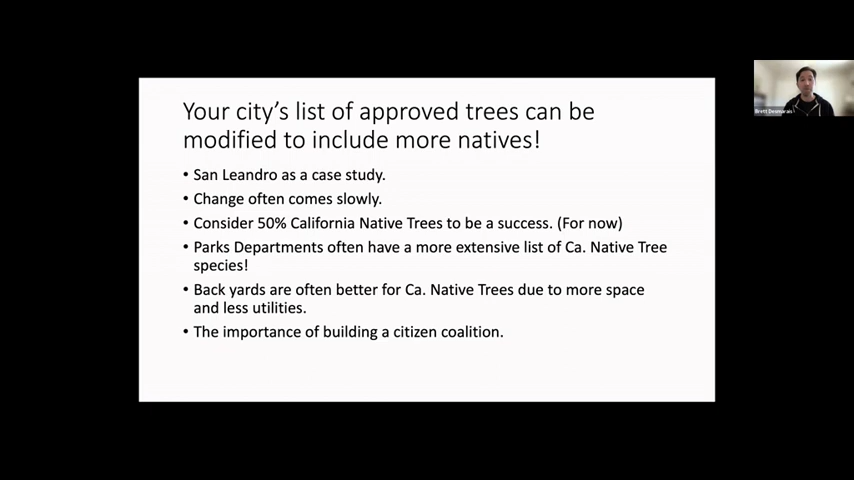 Your city's list of approved trees can be
modified to include more natives!
• San Leandro as a case study.
• Change often comes slowly.
• Consider 50% California Native Trees to be a success. (For now)
• Parks Departments often have a more extensive list of Ca. Native Tree
species!
• Back yards are often better for Ca. Native Trees due to more space
and less utilities.
• The importance of building a citizen coalition.
Brett Desmarais